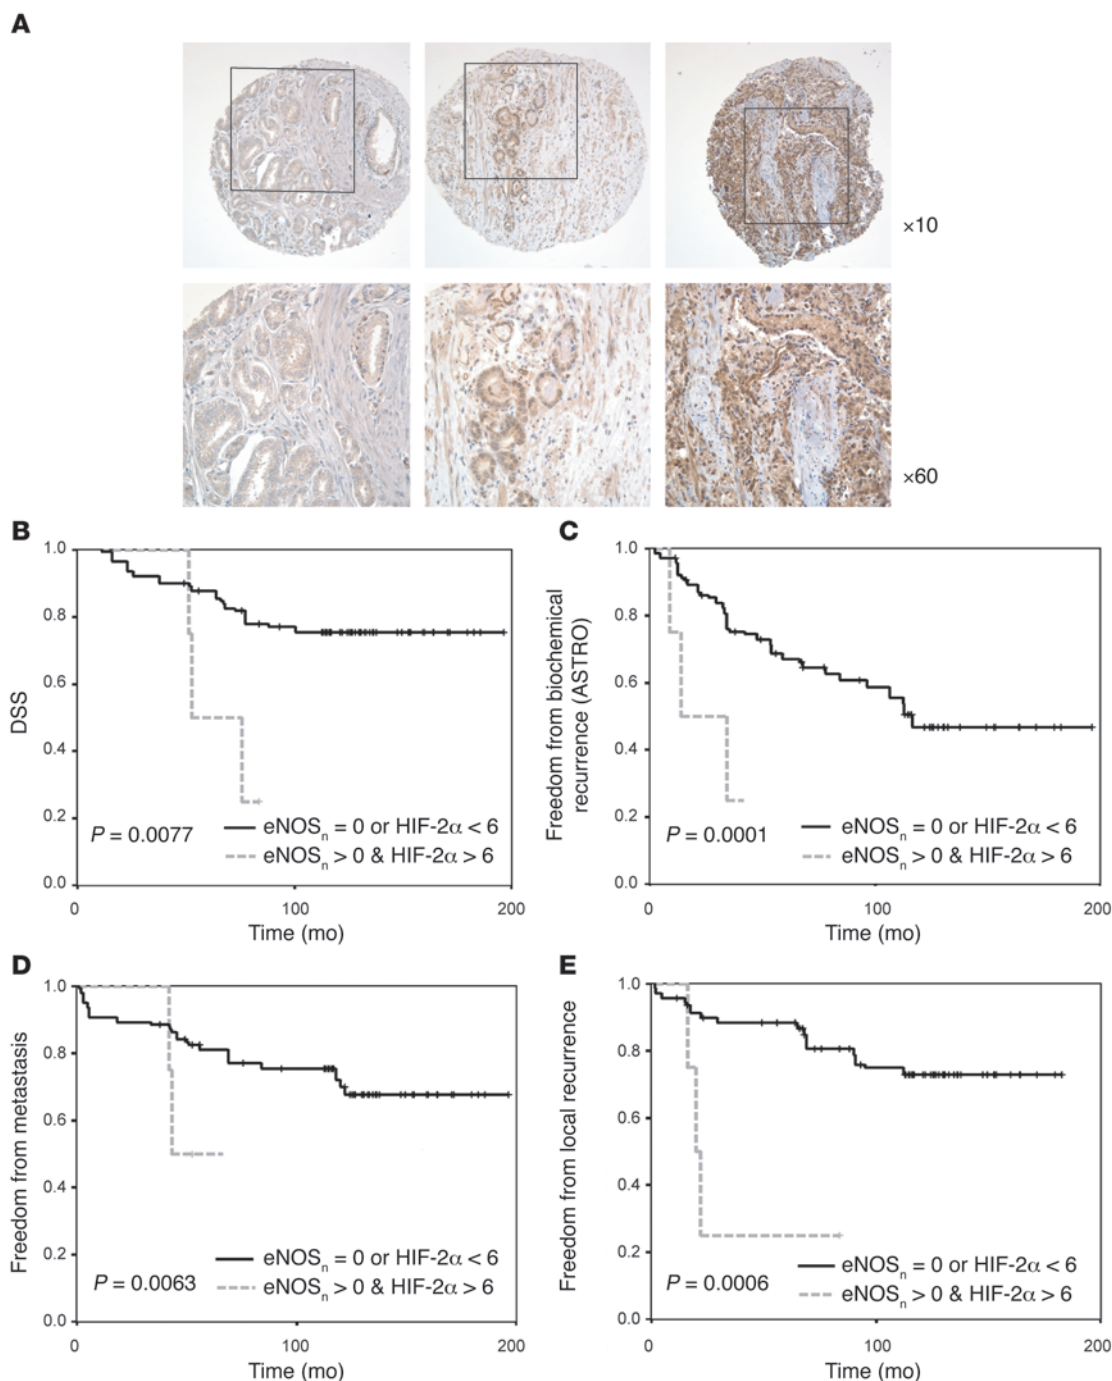 A
×10
×60
B
1.0
0.8
0.6
0.4
0.2
0.0
DSS
P = 0.0077
eNOSn = 0 or HIF-2α < 6
eNOSn > 0 & HIF-2α > 6
0 100 200
Time (mo)
C
1.0
0.8
0.6
0.4
0.2
0.0
Freedom from biochemical
recurrence (ASTRO)
P = 0.0001
eNOSn = 0 or HIF-2α < 6
eNOSn > 0 & HIF-2α > 6
0 100 200
Time (mo)
D
1.0
0.8
0.6
0.4
0.2
0.0
Freedom from metastasis
eNOSn = 0 or HIF-2α < 6
P = 0.0063
eNOSn > 0 & HIF-2α > 6
0 100 200
Time (mo)
E
1.0
0.8
0.6
0.4
0.2
0.0
Freedom from local recurrence
eNOSn = 0 or HIF-2α < 6
P = 0.0006
eNOSn > 0 & HIF-2α > 6
0 100 200
Time (mo)